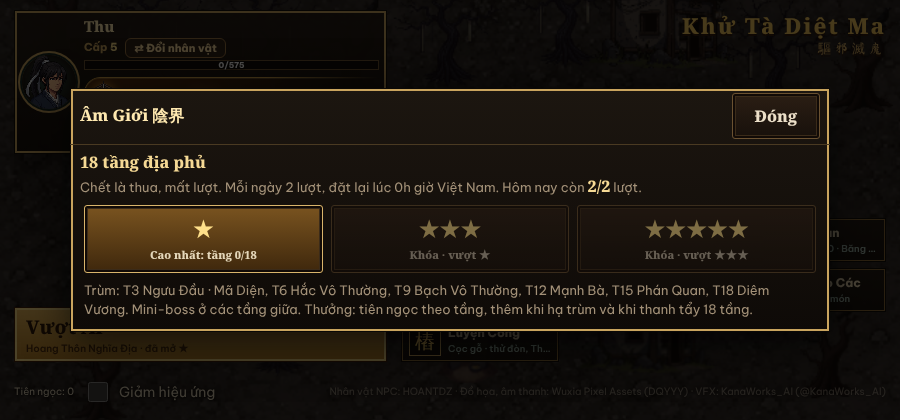 Thu
Cấp 5 ⇄ Đổi nhân vật
0/575
Khử Tà Diệt Ma
驅邪滅鬼
Âm Giới 陰界
Đóng
18 tầng địa phủ
Chết là thua, mất lượt. Mỗi ngày 2 lượt, đặt lại lúc 0h giờ Việt Nam. Hôm nay còn 2/2 lượt.
★
Cao nhất: tầng 0/18
★★★
Khóa · vượt ★
★★★★★
Khóa · vượt ★★★
Trùm: T3 Ngưu Đầu · Mã Diện, T6 Hắc Vô Thường, T9 Bạch Vô Thường, T12 Mạnh Bà, T15 Phán Quan, T18 Diêm
Vương. Mini-boss ở các tầng giữa. Thưởng: tiên ngọc theo tầng, thêm khi hạ trùm và khi thanh tẩy 18 tầng.
0 · Băng ...
Các
món
Hoang Thôn Nghĩa Địa · đã mở ★
樁
Luyện Công
Cọc gỗ · thử đòn, Th...
Tiên ngọc: 0
Giảm hiệu ứng
Nhân vật NPC: HOANTDZ · Đồ họa, âm thanh: Wuxia Pixel Assets (DQYYY) · VFX: KanaWorks_AI (@KanaWorks_AI)